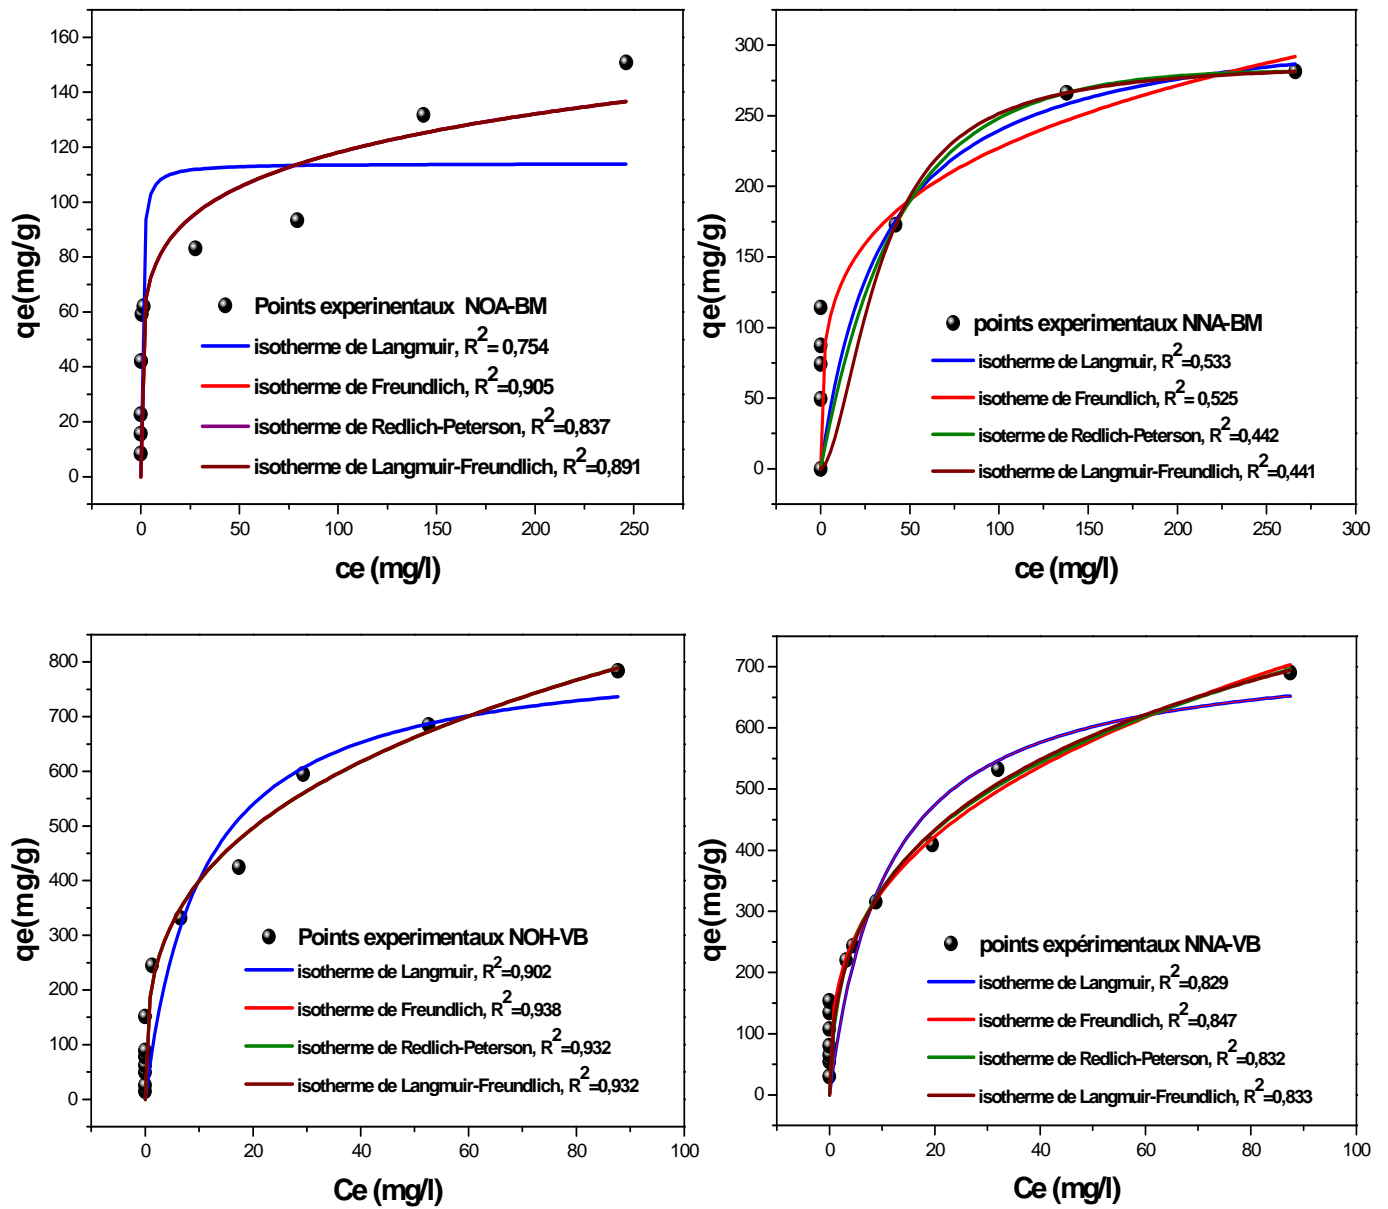 160
140
120
100
80
60
40
20
0
qe(mg/g)
Points experinentaux NOA-BM
isotherme de Langmuir, R²= 0,754
isotherme de Freundlich, R²=0,905
isotherme de Redlich-Peterson, R²=0,837
isotherme de Langmuir-Freundlich, R²=0,891
0 50 100 150 200 250
ce (mg/l)
300
250
200
150
100
50
0
qe(mg/g)
points experimentaux NNA-BM
isotherme de Langmuir, R²=0,533
isotheme de Freundlich, R²= 0,525
isoterme de Redlich-Peterson, R²=0,442
isotherme de Langmuir-Freundlich, R²=0,441
0 50 100 150 200 250 300
ce (mg/l)
800
700
600
500
400
300
200
100
0
qe(mg/g)
Points experimentaux NOH-VB
isotherme de Langmuir, R²=0,902
isotherme de Freundlich, R²=0,938
isotherme de Redlich-Peterson, R²=0,932
isotherme de Langmuir-Freundlich, R²=0,932
0 20 40 60 80 100
Ce (mg/l)
700
600
500
400
300
200
100
0
qe(mg/g)
points expérimentaux NNA-VB
isotherme de Langmuir, R²=0,829
isotherme de Freundlich, R²=0,847
isotherme de Redlich-Peterson, R²=0,832
isotherme de Langmuir-Freundlich, R²=0,833
0 20 40 60 80 100
Ce (mg/l)